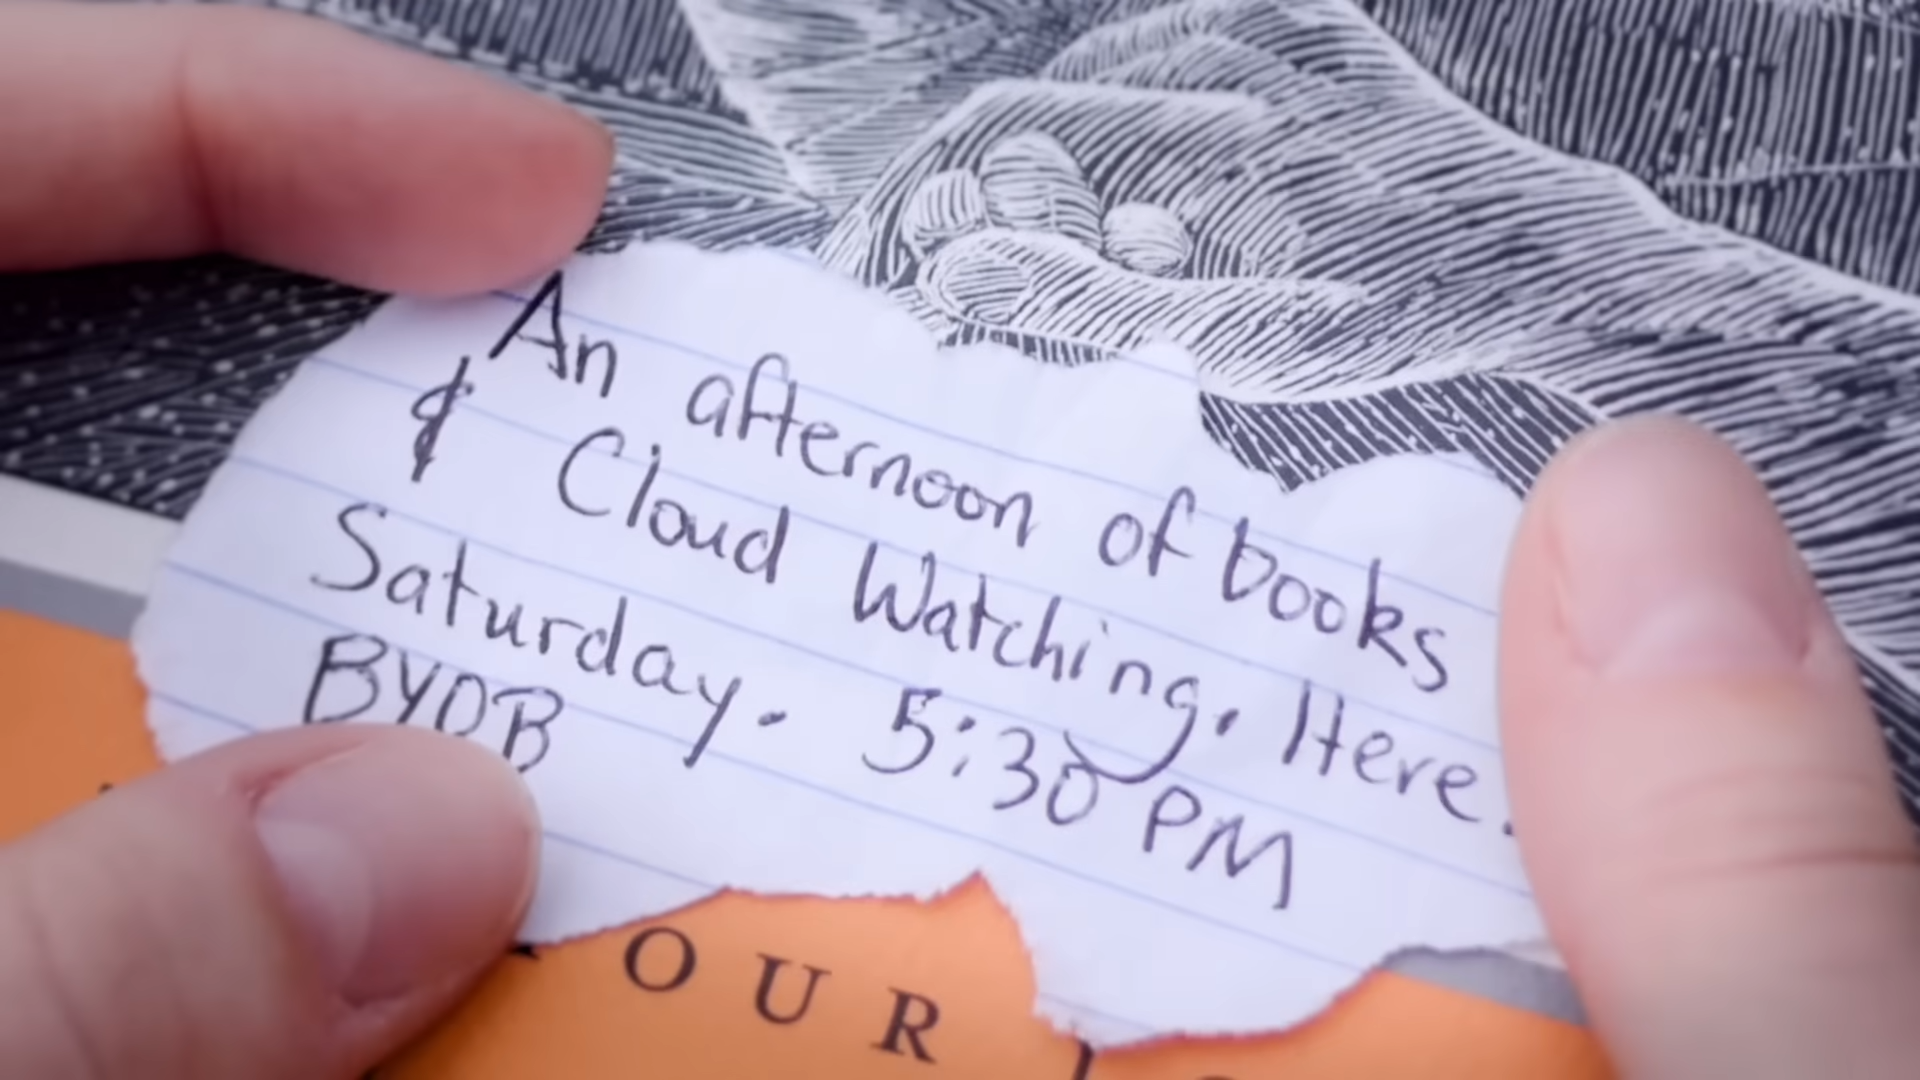 An afternoon of books
& Cloud Watching. Here.
Saturday. 5:30 PM
BYOB
OUR